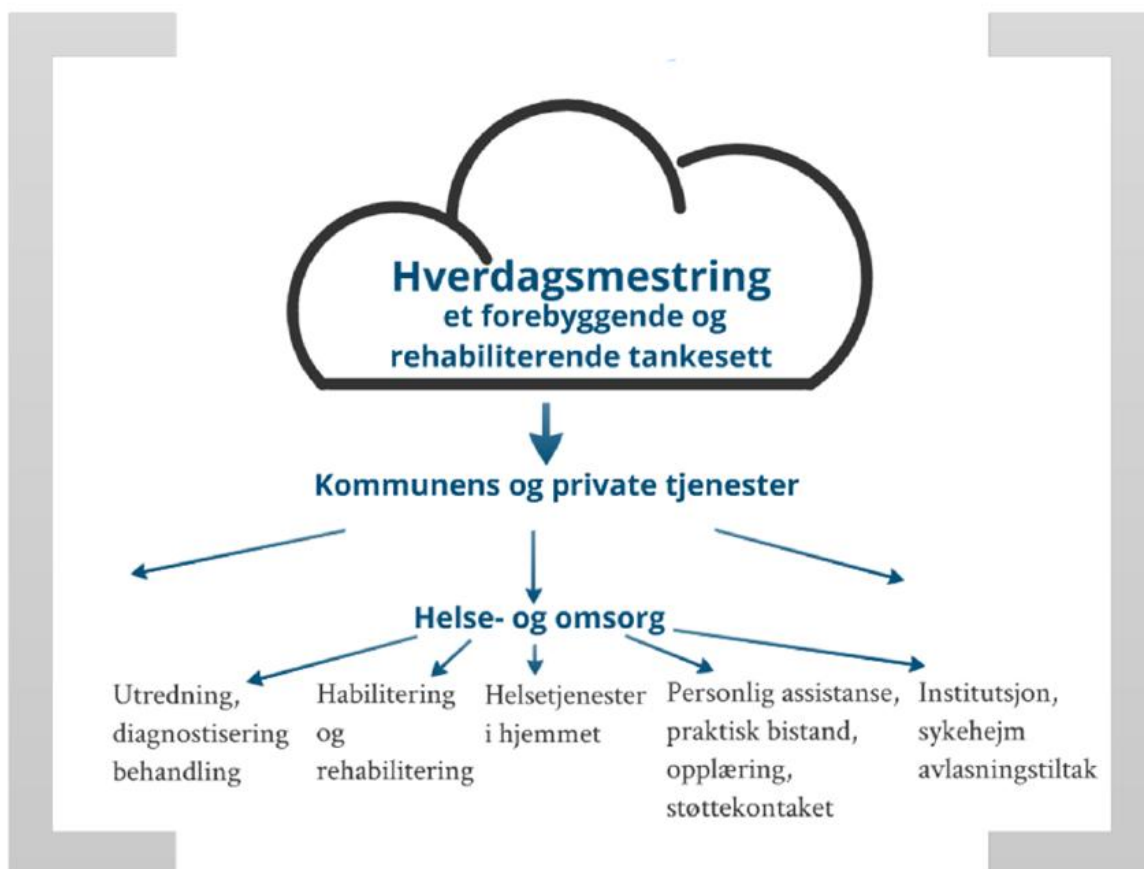 Hverdagsmestring
et forebyggende og
rehabiliterende tankesett
Kommunens og private tjenester
Helse- og omsorg
Utredning,
diagnostisering
behandling
Habilitering
og
rehabilitering
Helsetjenester
i hjemmet
Personlig assistanse,
praktisk bistand,
opplæring,
støttekontaket
Institutsjon,
sykehejm
avlasningstiltak